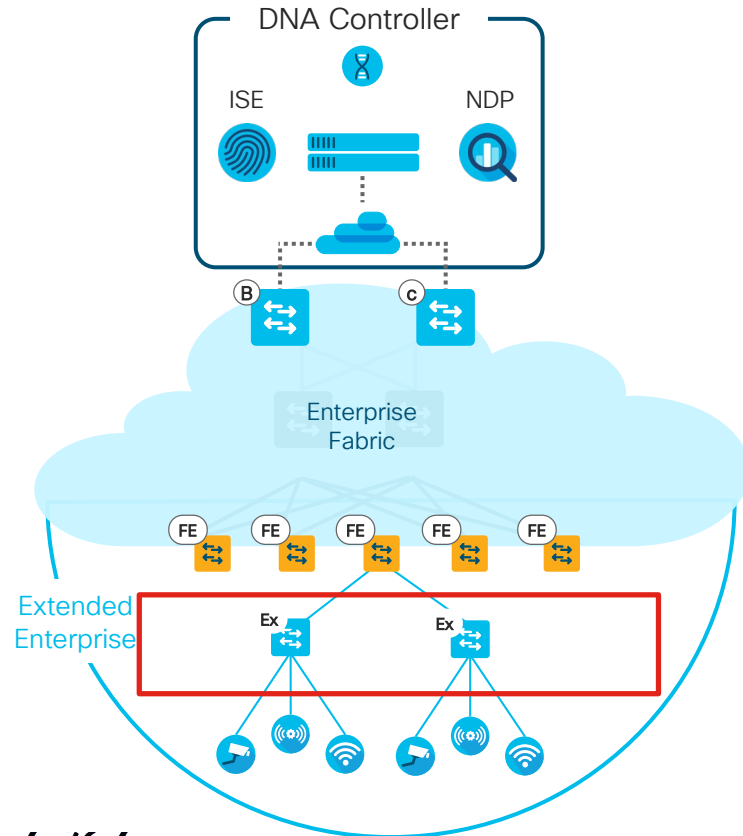 DNA Controller
ISE
NDP
B
c
Enterprise
Fabric
FE
FE
FE
FE
FE
Extended
Enterprise
Ex
Ex